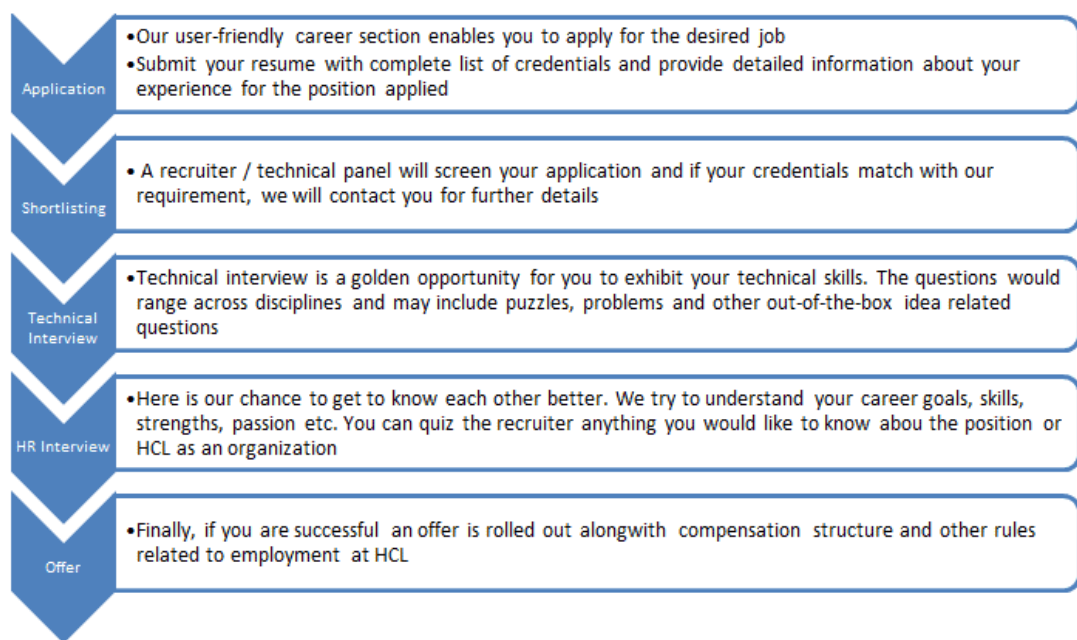 •Our user-friendly career section enables you to apply for the desired job
•Submit your resume with complete list of credentials and provide detailed information about your
experience for the position applied
Application
• A recruiter / technical panel will screen your application and if your credentials match with our
requirement, we will contact you for further details
Shortlisting
•Technical interview is a golden opportunity for you to exhibit your technical skills. The questions would
range across disciplines and may include puzzles, problems and other out-of-the-box idea related
questions
Technical
Interview
•Here is our chance to get to know each other better. We try to understand your career goals, skills,
strengths, passion etc. You can quiz the recruiter anything you would like to know abou the position or
HCL as an organization
HR Interview
•Finally, if you are successful an offer is rolled out alongwith compensation structure and other rules
related to employment at HCL
Offer